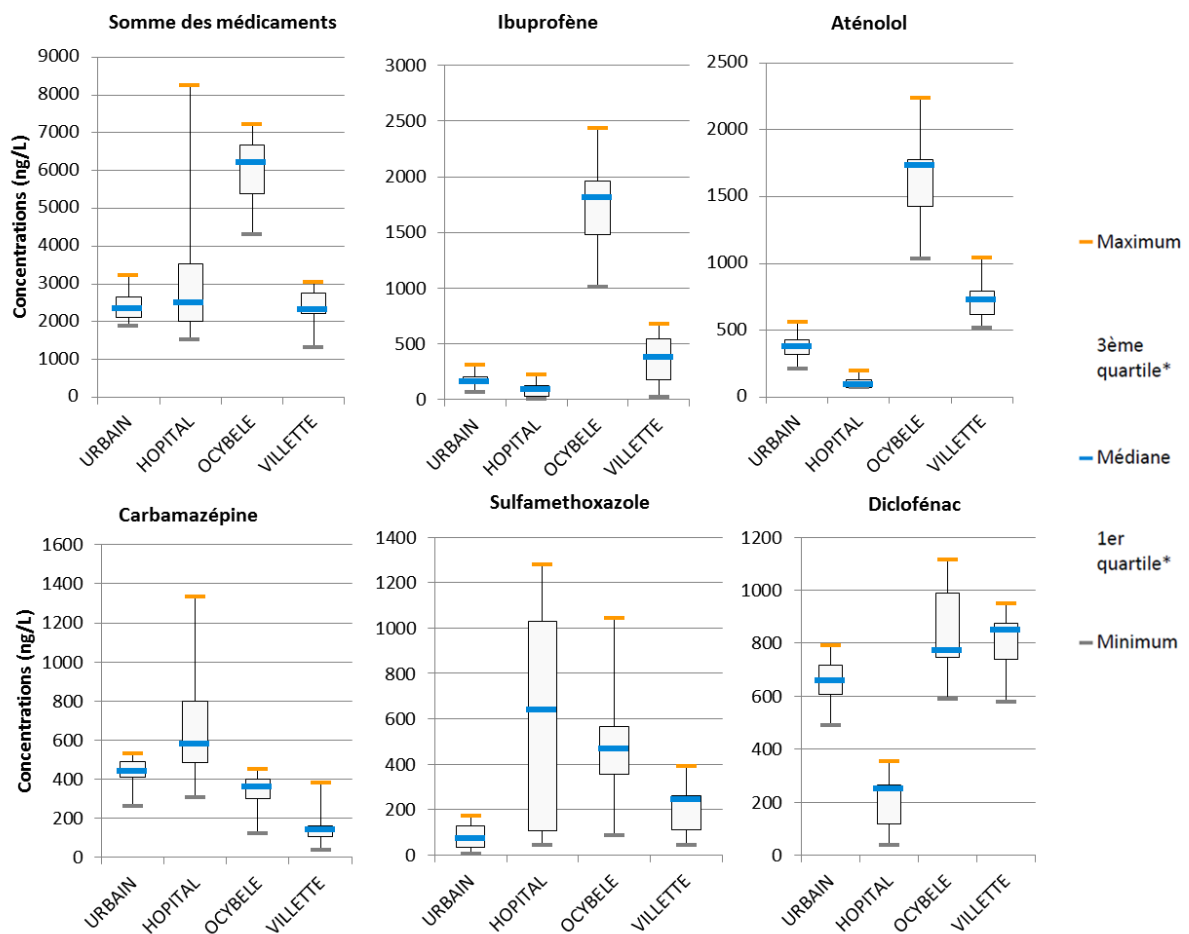 Somme des médicaments
Ibuprofène
Aténolol
Concentrations (ng/L)
9000
8000
7000
6000
5000
4000
3000
2000
1000
0
URBAIN
HOPITAL
OCYBELE
VILLETTE
3000
2500
2000
1500
1000
500
0
URBAIN
HOPITAL
OCYBELE
VILLETTE
2500
2000
1500
1000
500
0
URBAIN
HOPITAL
OCYBELE
VILLETTE
Maximum
3ème
quartile*
Médiane
1er
quartile*
Minimum
Carbamazépine
Sulfamethoxazole
Diclofénac
Concentrations (ng/L)
1600
1400
1200
1000
800
600
400
200
0
URBAIN
HOPITAL
OCYBELE
VILLETTE
1400
1200
1000
800
600
400
200
0
URBAIN
HOPITAL
OCYBELE
VILLETTE
1200
1000
800
600
400
200
0
URBAIN
HOPITAL
OCYBELE
VILLETTE